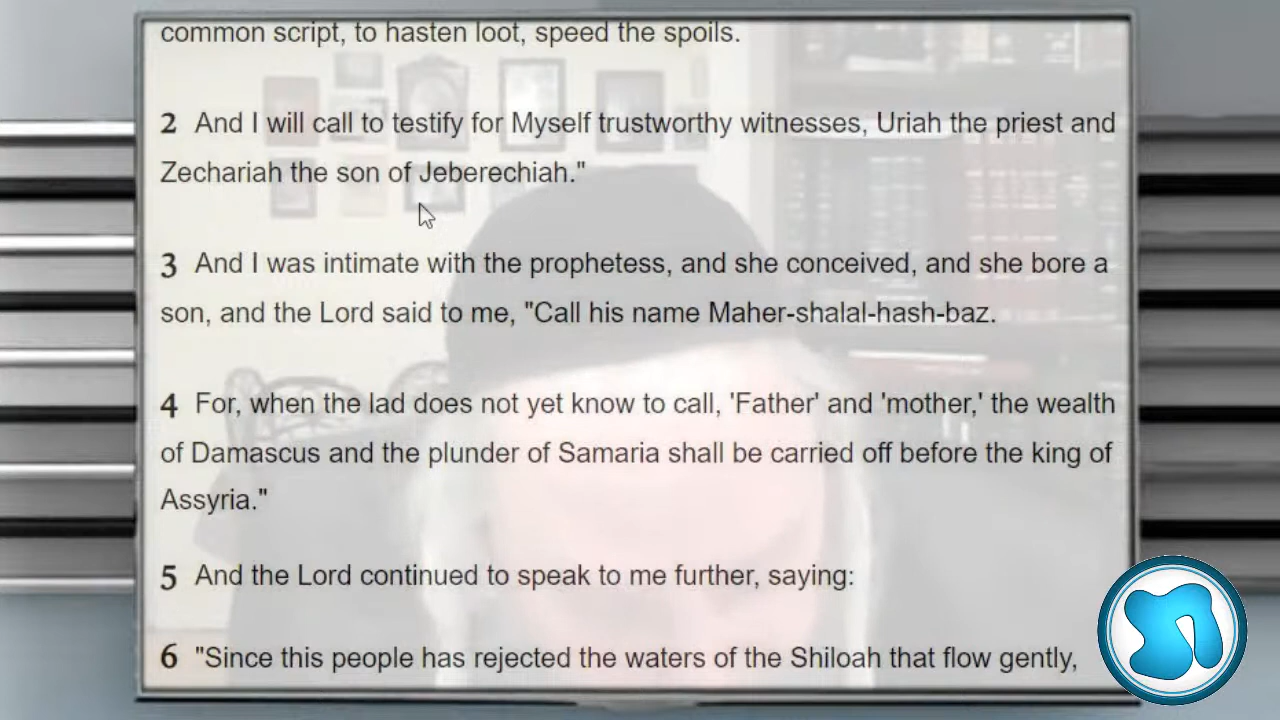 common script, to hasten loot, speed the spoils.
2 And I will call to testify for Myself trustworthy witnesses, Uriah the priest and
Zechariah the son of Jeberechiah."
3 And I was intimate with the prophetess, and she conceived, and she bore a
son, and the Lord said to me, "Call his name Maher-shalal-hash-baz.
4 For, when the lad does not yet know to call, 'Father' and 'mother,' the wealth
of Damascus and the plunder of Samaria shall be carried off before the king of
Assyria."
5 And the Lord continued to speak to me further, saying:
6 "Since this people has rejected the waters of the Shiloah that flow gently,